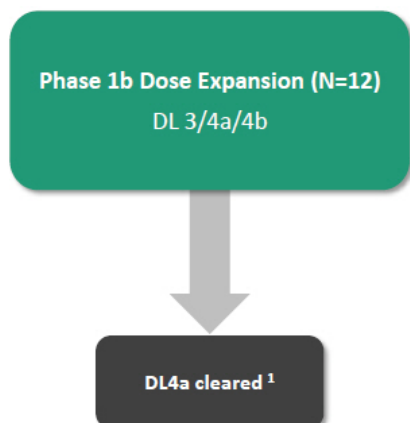 Phase 1b Dose Expansion (N=12)
DL 3/4a/4b
DL4a cleared ¹